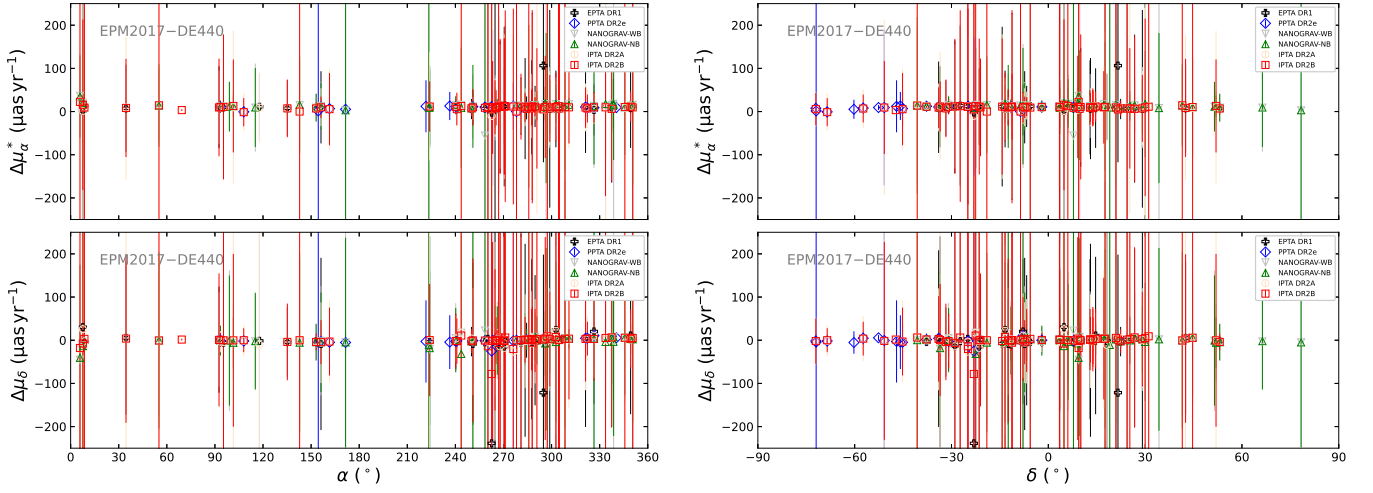 EPM2017−DE440
EPTA DR1
PPTA DR2e
NANOGRAV-WB
NANOGRAV-NB
IPTA DR2A
IPTA DR2B
Δμ*α (μas yr−1)
200
100
0
−100
−200
EPM2017−DE440
EPTA DR1
PPTA DR2e
NANOGRAV-WB
NANOGRAV-NB
IPTA DR2A
IPTA DR2B
Δμ*α (μas yr−1)
200
100
0
−100
−200
EPM2017−DE440
EPTA DR1
PPTA DR2e
NANOGRAV-WB
NANOGRAV-NB
IPTA DR2A
IPTA DR2B
Δμδ (μas yr−1)
200
100
0
−100
−200
0 30 60 90 120 150 180 210 240 270 300 330 360
α (°)
EPM2017−DE440
EPTA DR1
PPTA DR2e
NANOGRAV-WB
NANOGRAV-NB
IPTA DR2A
IPTA DR2B
Δμδ (μas yr−1)
200
100
0
−100
−200
−90 −60 −30 0 30 60 90
δ (°)